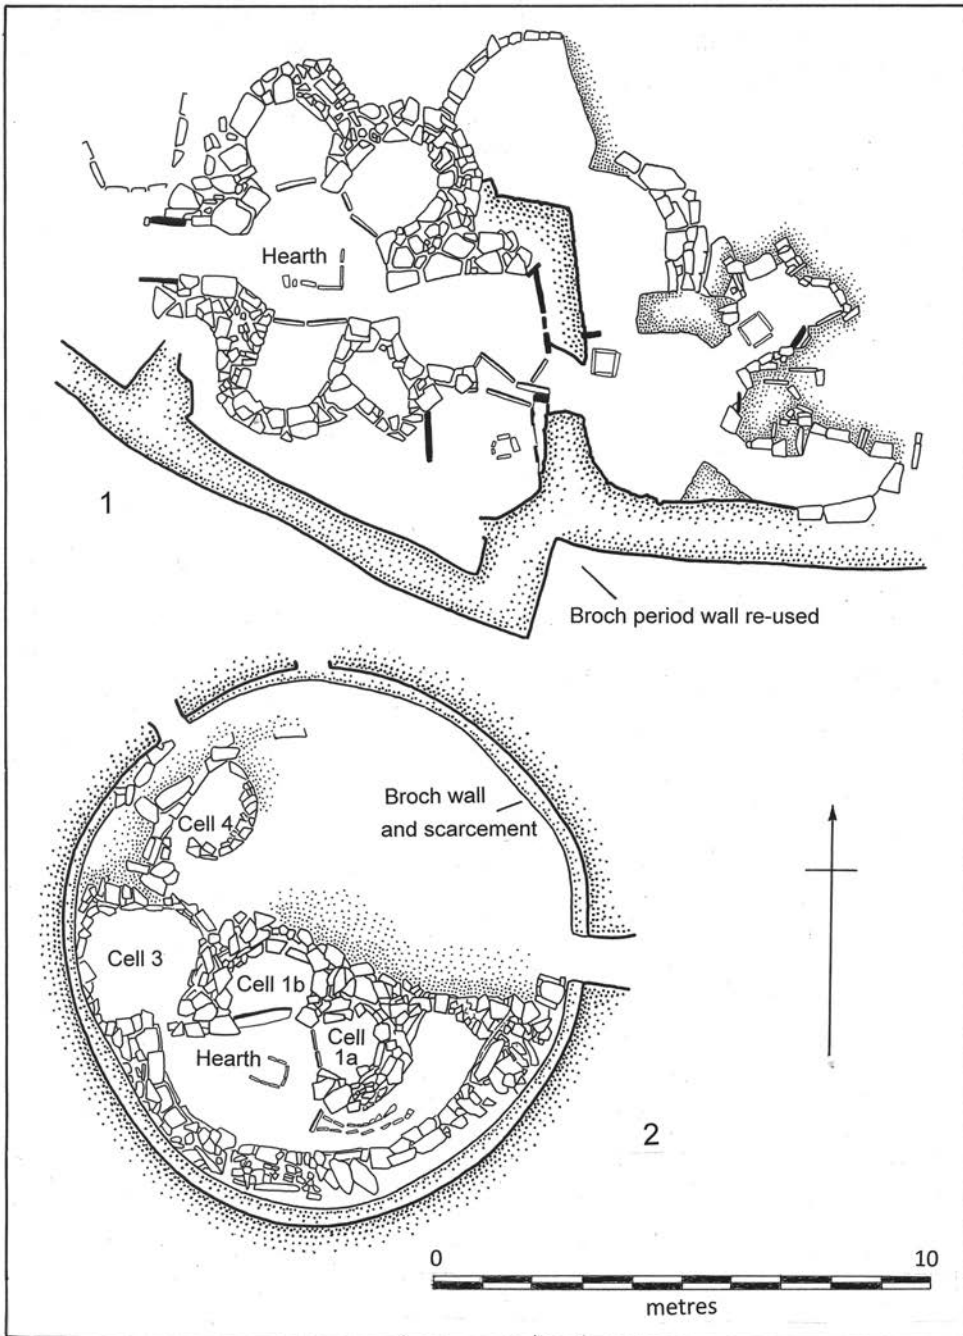 Hearth
1
Broch period wall re-used
Broch wall
and scarcement
Cell 4
Cell 3
Cell 1b
Cell
1a
Hearth
2
0 10
metres